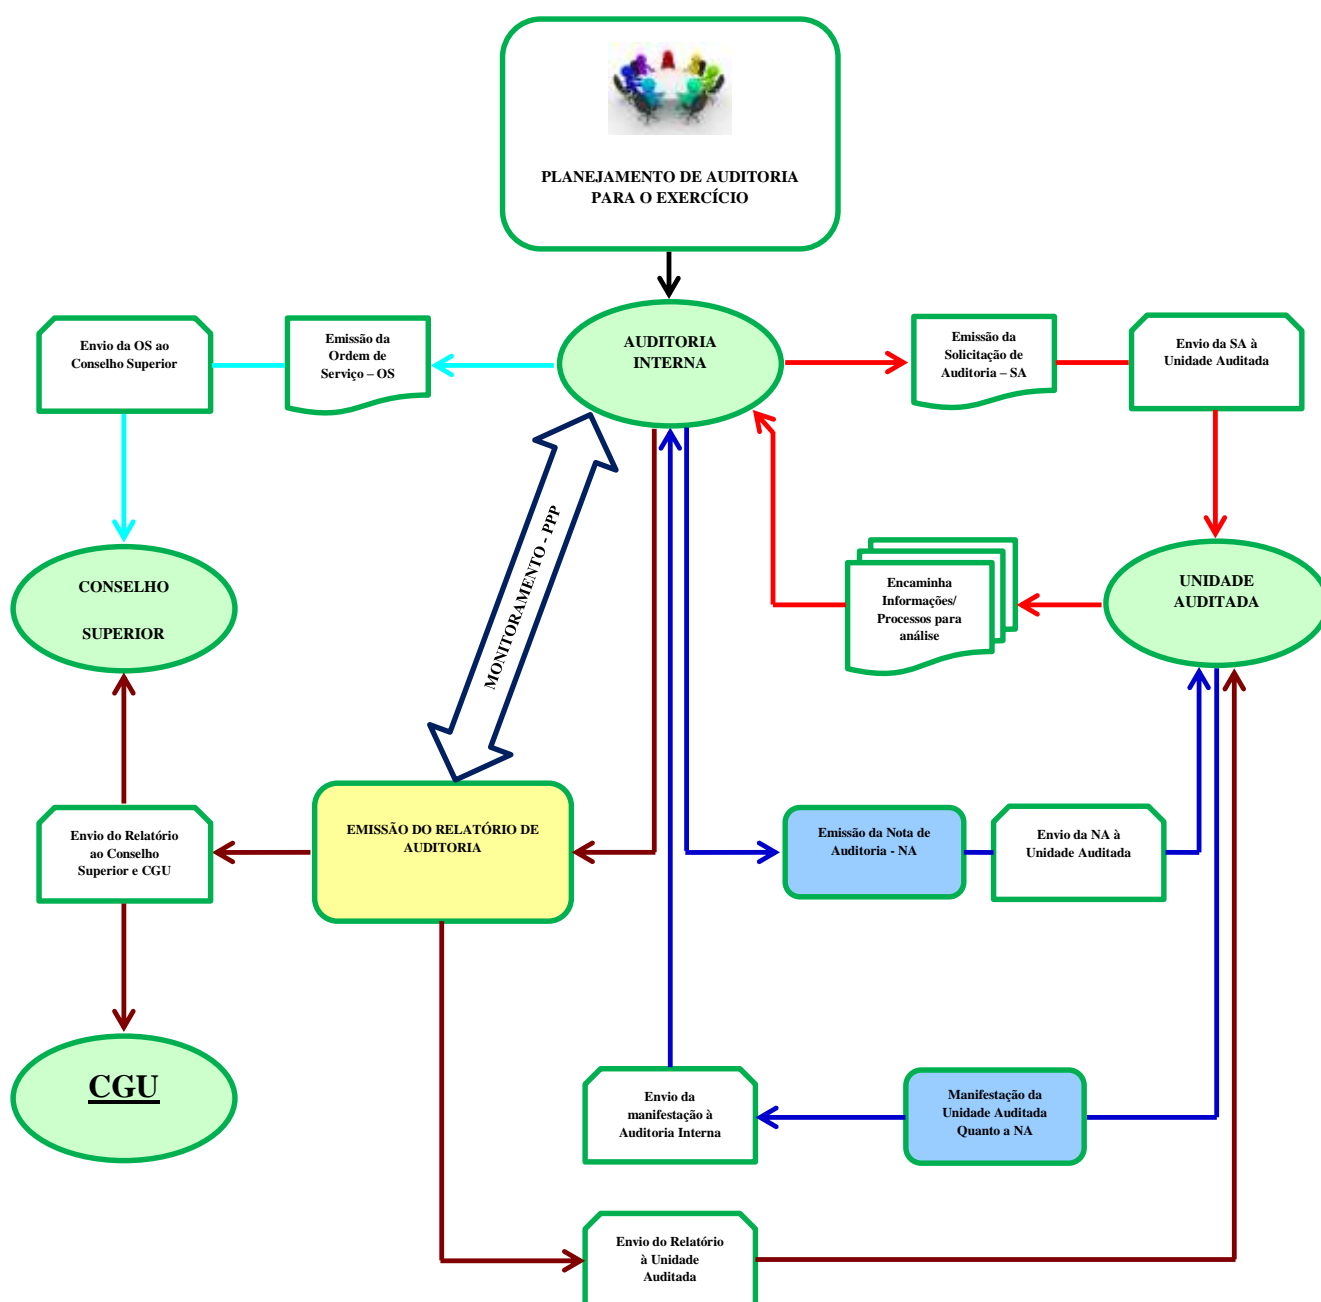 PLANEJAMENTO DE AUDITORIA
PARA O EXERCÍCIO
AUDITORIA
INTERNA
Envio da OS ao
Conselho Superior
Emissão da
Ordem de
Serviço – OS
Emissão da
Solicitação de
Auditoria – SA
Envio da SA à
Unidade Auditada
MONITORAMENTO - PPP
CONSELHO
SUPERIOR
Encaminha
Informações/
Processos para
análise
UNIDADE
AUDITADA
Envio do Relatório
ao Conselho
Superior e CGU
EMISSÃO DO RELATÓRIO DE
AUDITORIA
Emissão da Nota de
Auditoria - NA
Envio da NA à
Unidade Auditada
CGU
Envio da
manifestação à
Auditoria Interna
Manifestação da
Unidade Auditada
Quanto a NA
Envio do Relatório
à Unidade
Auditada